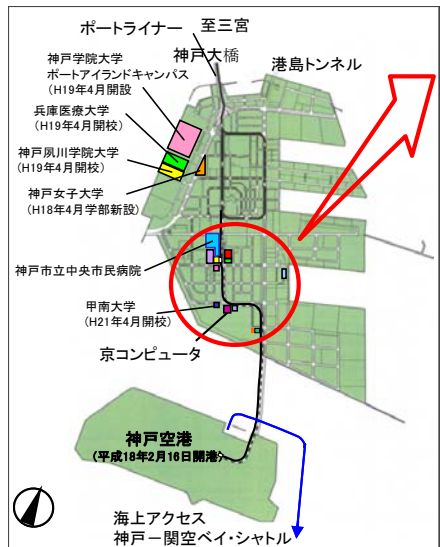 ポートライナー
至三宮
神戸大橋
港島トンネル
神戸学院大学
ポートアイランドキャンパス
(H19年4月開設
兵庫医療大学
(H19年4月開校)
神戸夙川学院大学
(H19年4月開校)
神戸女子大学
(H18年4月学部新設)
神戸市立中央市民病院
甲南大学
(H21年4月開校)
京コンピュータ
神戸空港
(平成18年2月16日開港)
海上アクセス
神戸－関空ベイ・シャトル